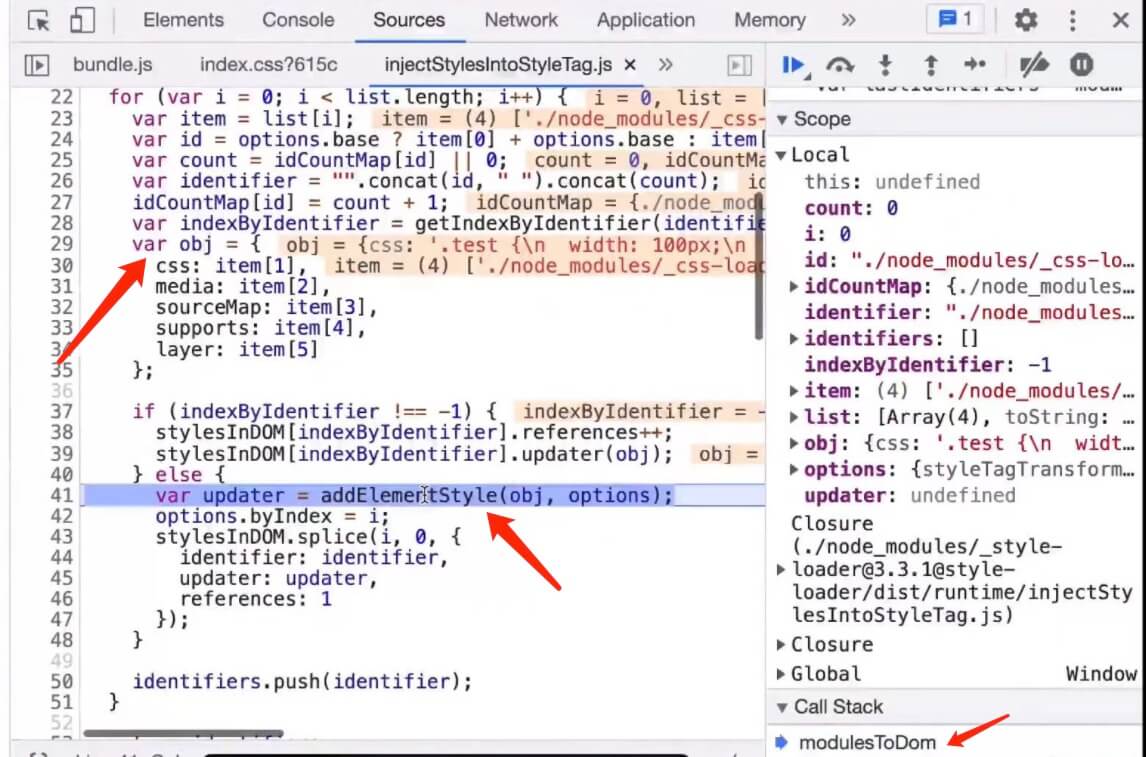 Elements Console Sources Network Application Memory » 1
bundle.js index.css?615c injectStylesIntoStyleTag.js × »
22 for (var i = 0; i < list.length; i++) { i = 0, list = [
23 var item = list[i]; item = (4) ['./node_modules/_css-
24 var id = options.base ? item[0] + options.base : item[
25 var count = idCountMap[id] || 0; count = 0, idCountMa
26 var identifier = "".concat(id, " ").concat(count); id
27 idCountMap[id] = count + 1; idCountMap = {./node_mod
28 var indexByIdentifier = getIndexByIdentifier(identifie
29 var obj = { obj = {css: '.test {\n width: 100px;\n
30 css: item[1], item = (4) ['./node_modules/_css-load
31 media: item[2],
32 sourceMap: item[3],
33 supports: item[4],
34 layer: item[5]
35 };
36
37 if (indexByIdentifier !== -1) { indexByIdentifier = -
38 stylesInDOM[indexByIdentifier].references++;
39 stylesInDOM[indexByIdentifier].updater(obj); obj =
40 } else {
41 var updater = addElementStyle(obj, options);
42 options.byIndex = i;
43 stylesInDOM.splice(i, 0, {
44 identifier: identifier,
45 updater: updater,
46 references: 1
47 });
48 }
49
50 identifiers.push(identifier);
51 }
52
Scope
Local
this: undefined
count: 0
i: 0
id: "./node_modules/_css-lo…
idCountMap: {./node_modules…
identifier: "./node_modules…
identifiers: []
indexByIdentifier: -1
item: (4) ['./node_modules/…
list: [Array(4), toString: …
obj: {css: '.test {\n widt…
options: {styleTagTransform…
updater: undefined
Closure
(./node_modules/_style-
loader@3.3.1@style-
loader/dist/runtime/injectSty
lesIntoStyleTag.js)
Closure
Global Window
Call Stack
modulesToDom